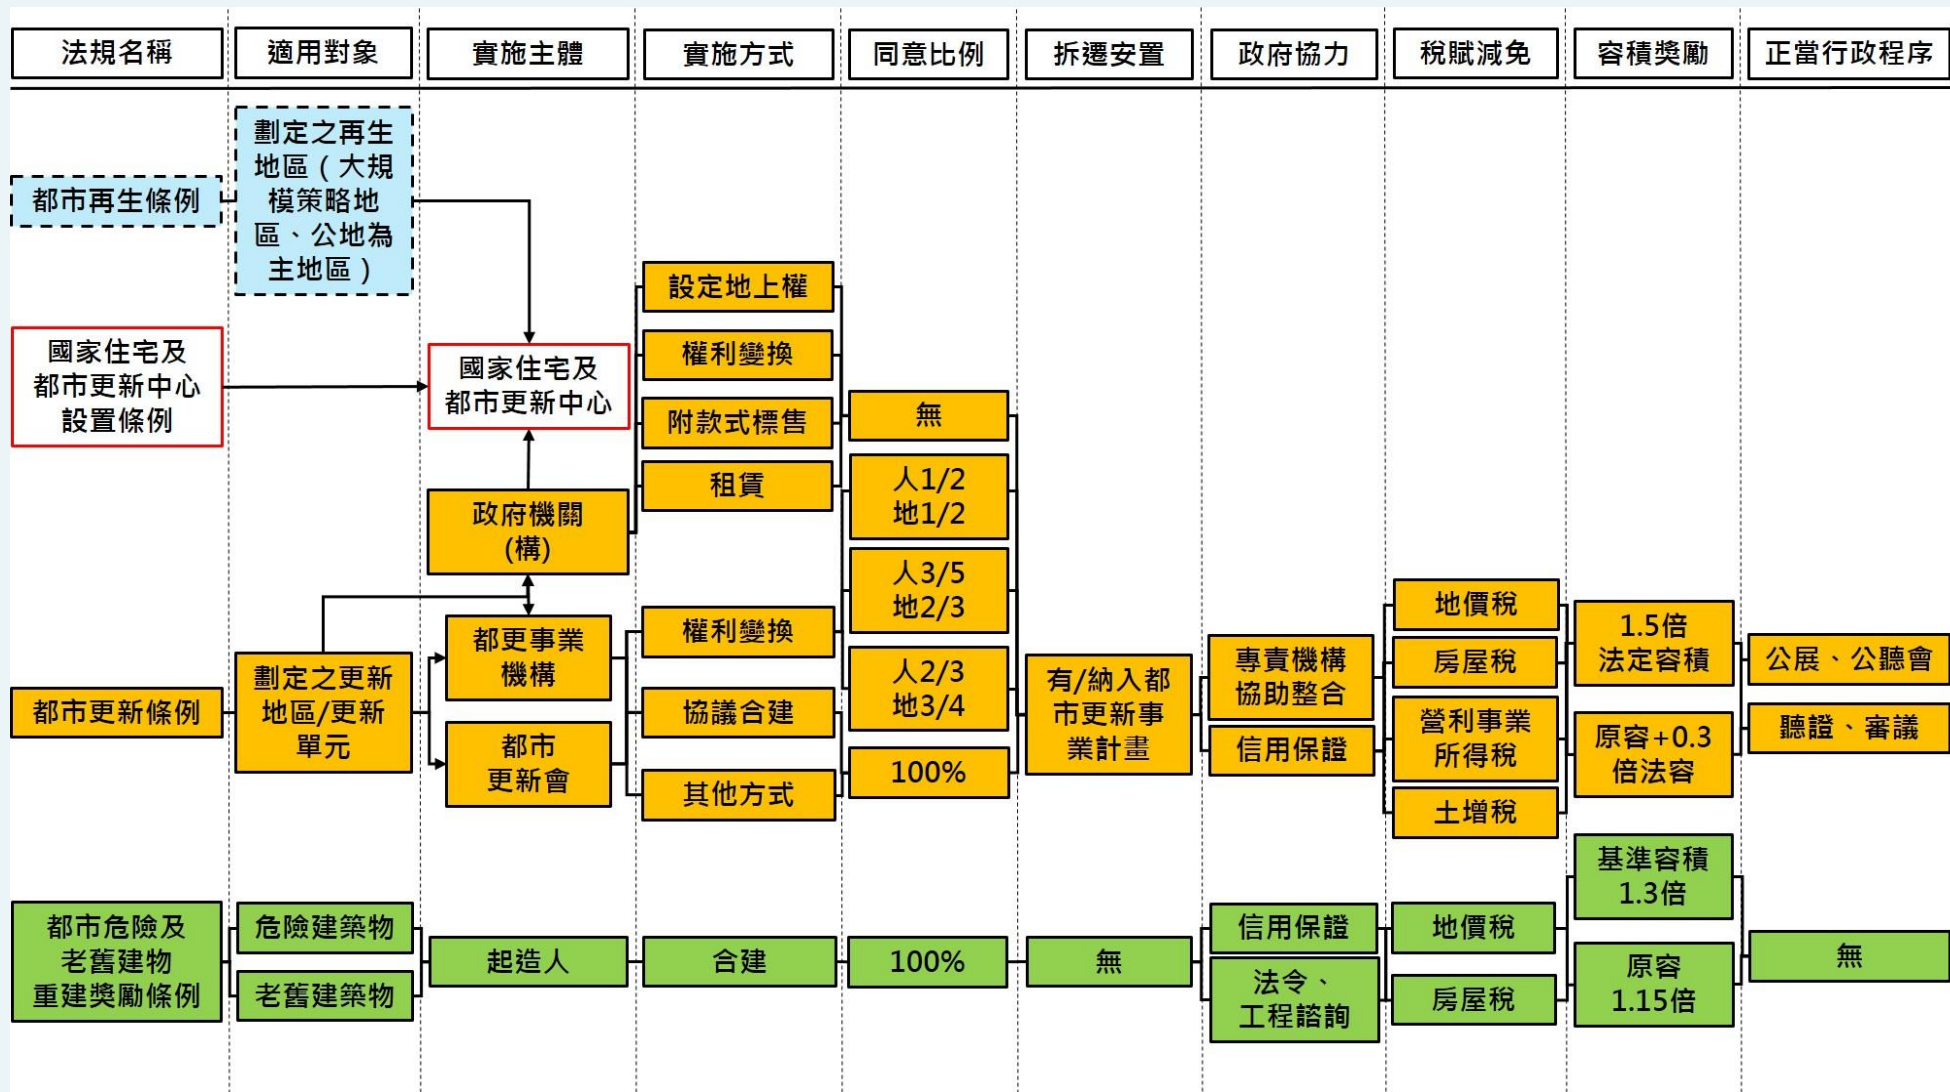 法規名稱
適用對象
實施主體
實施方式
同意比例
拆遷安置
政府協力
稅賦減免
容積獎勵
正當行政程序
都市再生條例
劃定之再生
地區（大規
模策略地
區、公地為
主地區）
國家住宅及
都市更新中心
設置條例
國家住宅及
都市更新中心
政府機關
(構)
設定地上權
權利變換
附款式標售
租賃
無
人1/2
地1/2
人3/5
地2/3
人2/3
地3/4
100%
都市更新條例
劃定之更新
地區/更新
單元
都更事業
機構
都市
更新會
權利變換
協議合建
其他方式
有/納入都
市更新事
業計畫
專責機構
協助整合
信用保證
地價稅
房屋稅
營利事業
所得稅
土增稅
1.5倍
法定容積
原容+0.3
倍法容
公展、公聽會
聽證、審議
都市危險及
老舊建物
重建獎勵條例
危險建築物
老舊建築物
起造人
合建
100%
無
信用保證
法令、
工程諮詢
地價稅
房屋稅
基準容積
1.3倍
原容
1.15倍
無